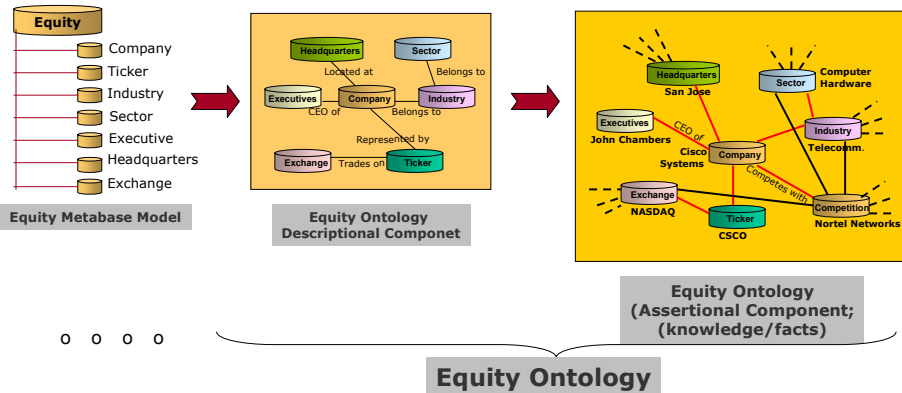 Equity
Company
Ticker
Industry
Sector
Executive
Headquarters
Exchange
Equity Metabase Model
Headquarters
Sector
Located at
Belongs to
Executives
Company
Industry
CEO of
Belongs to
Represented by
Exchange
Trades on
Ticker
Equity Ontology
Descriptional Componet
Headquarters
San Jose
Sector
Computer
Hardware
Executives
John Chambers
CEO of
Cisco
Systems
Company
Industry
Telecomm.
Competes with
Exchange
NASDAQ
Ticker
CSCO
Competition
Nortel Networks
Equity Ontology
(Assertional Component;
(knowledge/facts)
o o o o
Equity Ontology